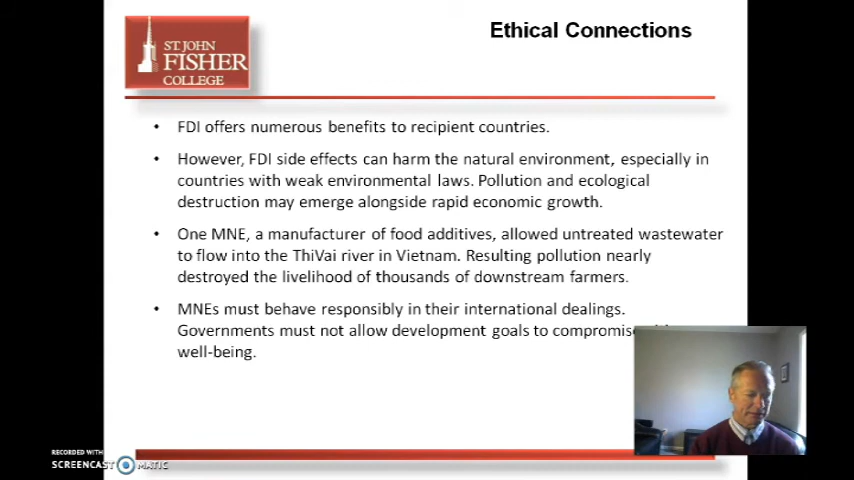 Ethical Connections
ST. JOHN
FISHER
COLLEGE
• FDI offers numerous benefits to recipient countries.
• However, FDI side effects can harm the natural environment, especially in
countries with weak environmental laws. Pollution and ecological
destruction may emerge alongside rapid economic growth.
• One MNE, a manufacturer of food additives, allowed untreated wastewater
to flow into the ThiVai river in Vietnam. Resulting pollution nearly
destroyed the livelihood of thousands of downstream farmers.
• MNEs must behave responsibly in their international dealings.
Governments must not allow development goals to compromise
well-being.
RECORDED WITH
SCREENCAST MATIC